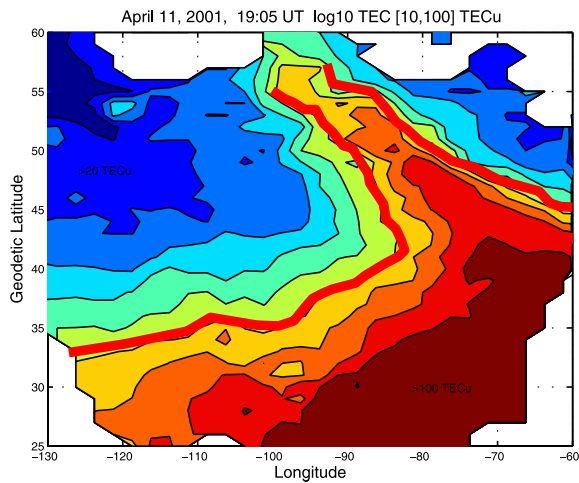 April 11, 2001,  19:05 UT  log10 TEC [10,100] TECu
60
55
50
45
40
35
30
25
Geodetic Latitude
>20 TECu
>100 TECu
−130 −120 −110 −100 −90 −80 −70 −60
Longitude